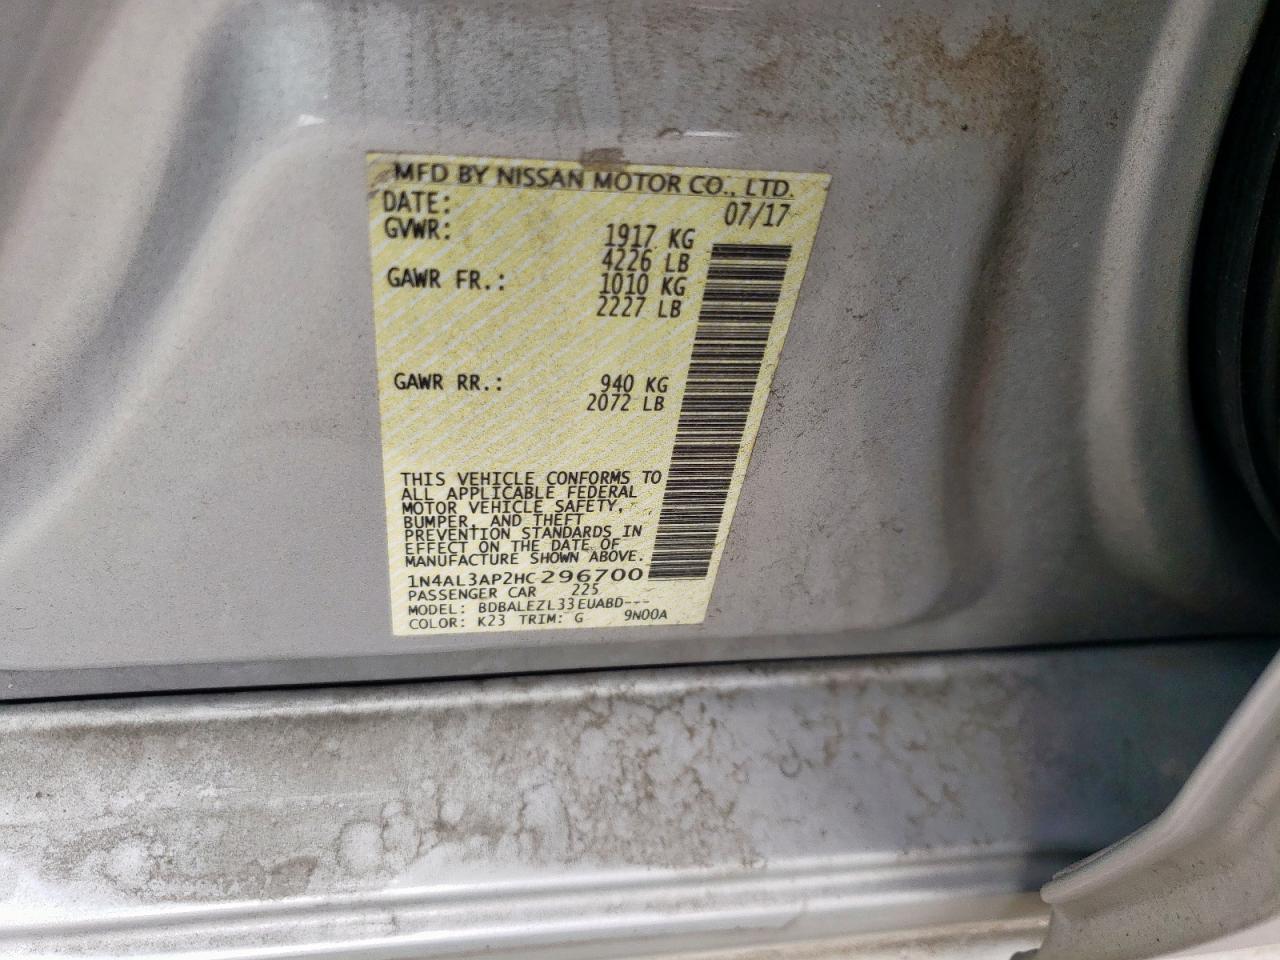 MFD BY NISSAN MOTOR CO., LTD.
DATE: 07/17
GVWR: 1917 KG
4226 LB
GAWR FR.: 1010 KG
2227 LB
GAWR RR.: 940 KG
2072 LB
THIS VEHICLE CONFORMS TO
ALL APPLICABLE FEDERAL
MOTOR VEHICLE SAFETY,
BUMPER, AND THEFT
PREVENTION STANDARDS IN
EFFECT ON THE DATE OF
MANUFACTURE SHOWN ABOVE.
1N4AL3AP2HC296700
PASSENGER CAR 225
MODEL: BDBALEZL33EUABD---
COLOR: K23 TRIM: G 9N00A